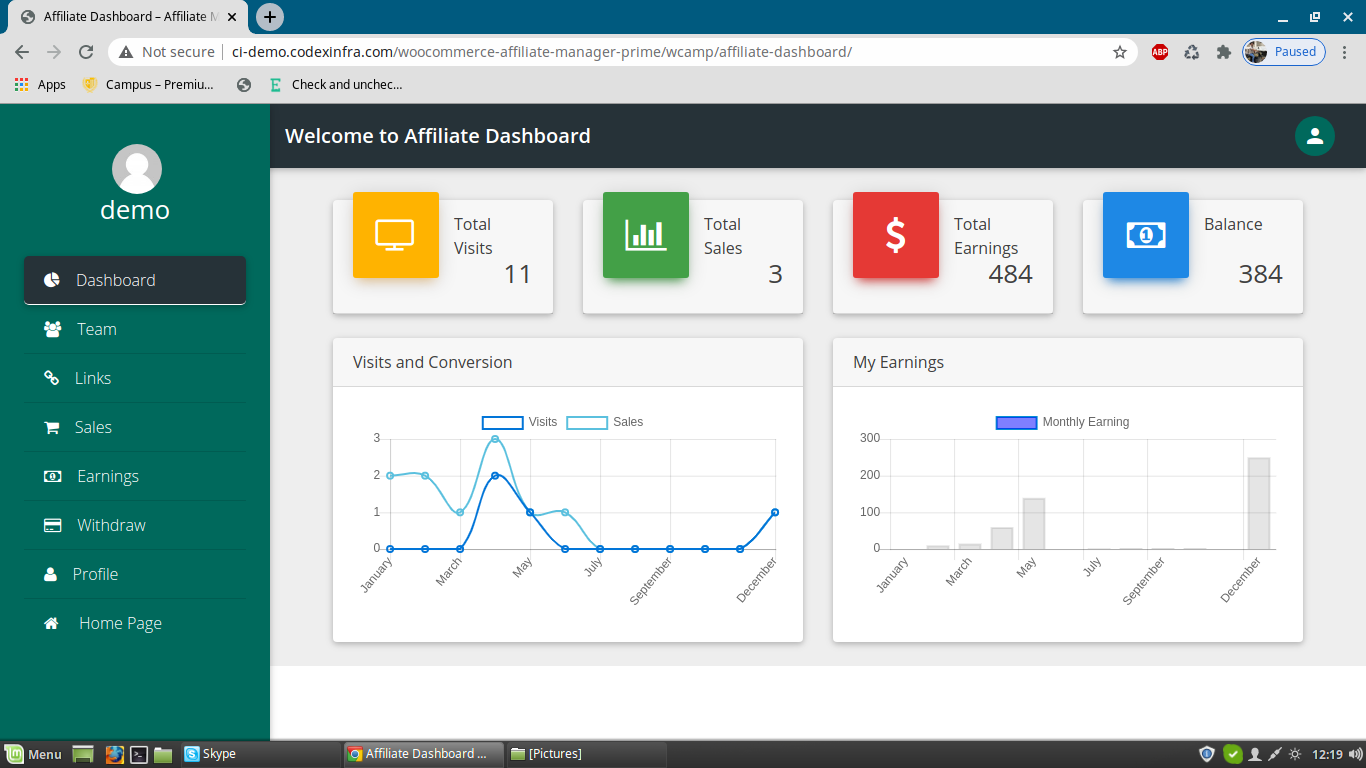 Affiliate Dashboard – Affiliate M
Not secure
ci-demo.codexinfra.com/woocommerce-affiliate-manager-prime/wcamp/affiliate-dashboard/
ABP
Paused
Apps
Campus – Premiu...
Check and unchec...
demo
Dashboard
Team
Links
Sales
Earnings
Withdraw
Profile
Home Page
Welcome to Affiliate Dashboard
Total
Visits
11
Total
Sales
3
Total
Earnings
484
Balance
384
Visits and Conversion
Visits
Sales
3
2
1
0
January
March
May
July
September
December
My Earnings
Monthly Earning
300
200
100
0
January
March
May
July
September
December
Menu
Skype
Affiliate Dashboard ...
[Pictures]
12:19